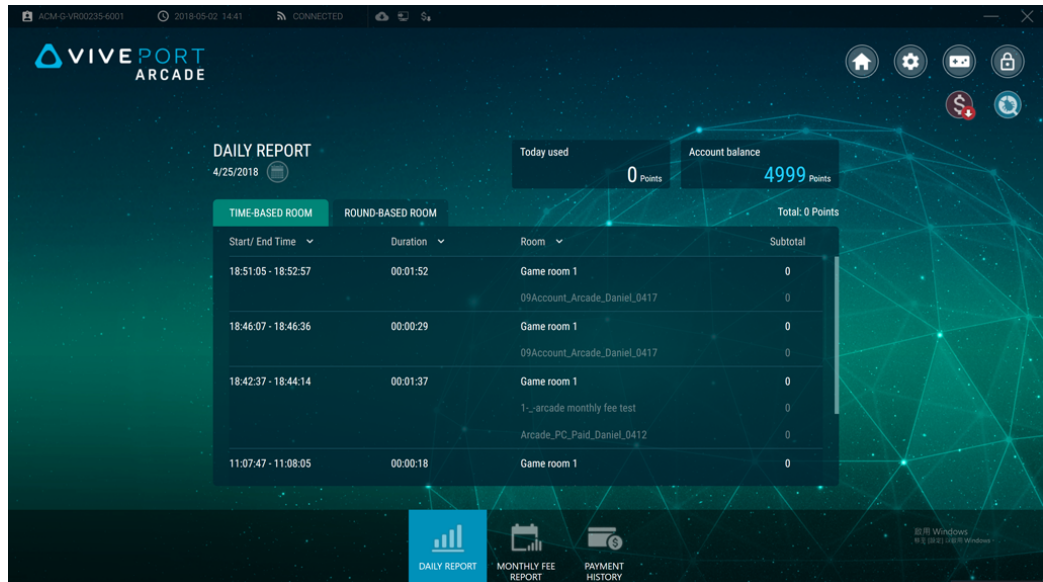 ACM-G-VR00235-6001 2018-05-02 14:41 CONNECTED
VIVEPORT
ARCADE
DAILY REPORT
4/25/2018
Today used
0 Points
Account balance
4999 Points
TIME-BASED ROOM ROUND-BASED ROOM Total: 0 Points
Start/ End Time Duration Room Subtotal
18:51:05 - 18:52:57 00:01:52 Game room 1 0
09Account_Arcade_Daniel_0417 0
18:46:07 - 18:46:36 00:00:29 Game room 1 0
09Account_Arcade_Daniel_0417 0
18:42:37 - 18:44:14 00:01:37 Game room 1 0
1-_-arcade monthly fee test 0
Arcade_PC_Paid_Daniel_0412 0
11:07:47 - 11:08:05 00:00:18 Game room 1 0
DAILY REPORT
MONTHLY FEE
REPORT
PAYMENT
HISTORY
啟用 Windows